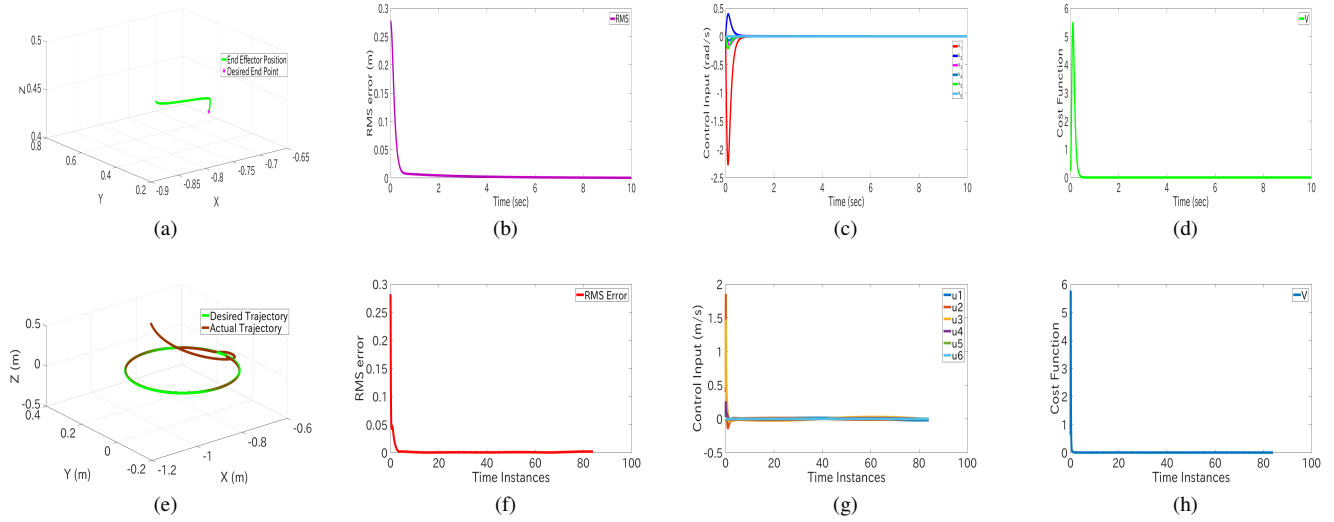 0.5
0.45
0.4
Z
0.8
0.6
0.4
0.2
Y
-0.9
-0.85
-0.8
-0.75
-0.7
-0.65
X
End Effector Position
Desired End Point
(a)
0.3
0.25
0.2
0.15
0.1
0.05
0
RMS error (m)
0 2 4 6 8 10
Time (sec)
RMS
(b)
0.5
0
-0.5
-1
-1.5
-2
-2.5
Control Input (rad/s)
0 2 4 6 8 10
Time (sec)
(c)
6
5
4
3
2
1
0
Cost Function
0 2 4 6 8 10
Time (sec)
V
(d)
0.5
0
-0.5
Z (m)
0.4
0.2
0
-0.2
Y (m)
-1.2
-1
-0.8
-0.6
X (m)
Desired Trajectory
Actual Trajectory
(e)
0.3
0.25
0.2
0.15
0.1
0.05
0
RMS error
0 20 40 60 80 100
Time Instances
RMS Error
(f)
2
1.5
1
0.5
0
-0.5
Control Input (m/s)
0 20 40 60 80 100
Time Instances
u1
u2
u3
u4
u5
u6
(g)
6
5
4
3
2
1
0
Cost Function
0 20 40 60 80 100
Time Instances
V
(h)